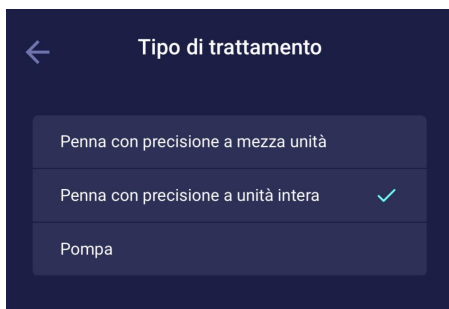 Tipo di trattamento
Penna con precisione a mezza unità
Penna con precisione a unità intera
Pompa